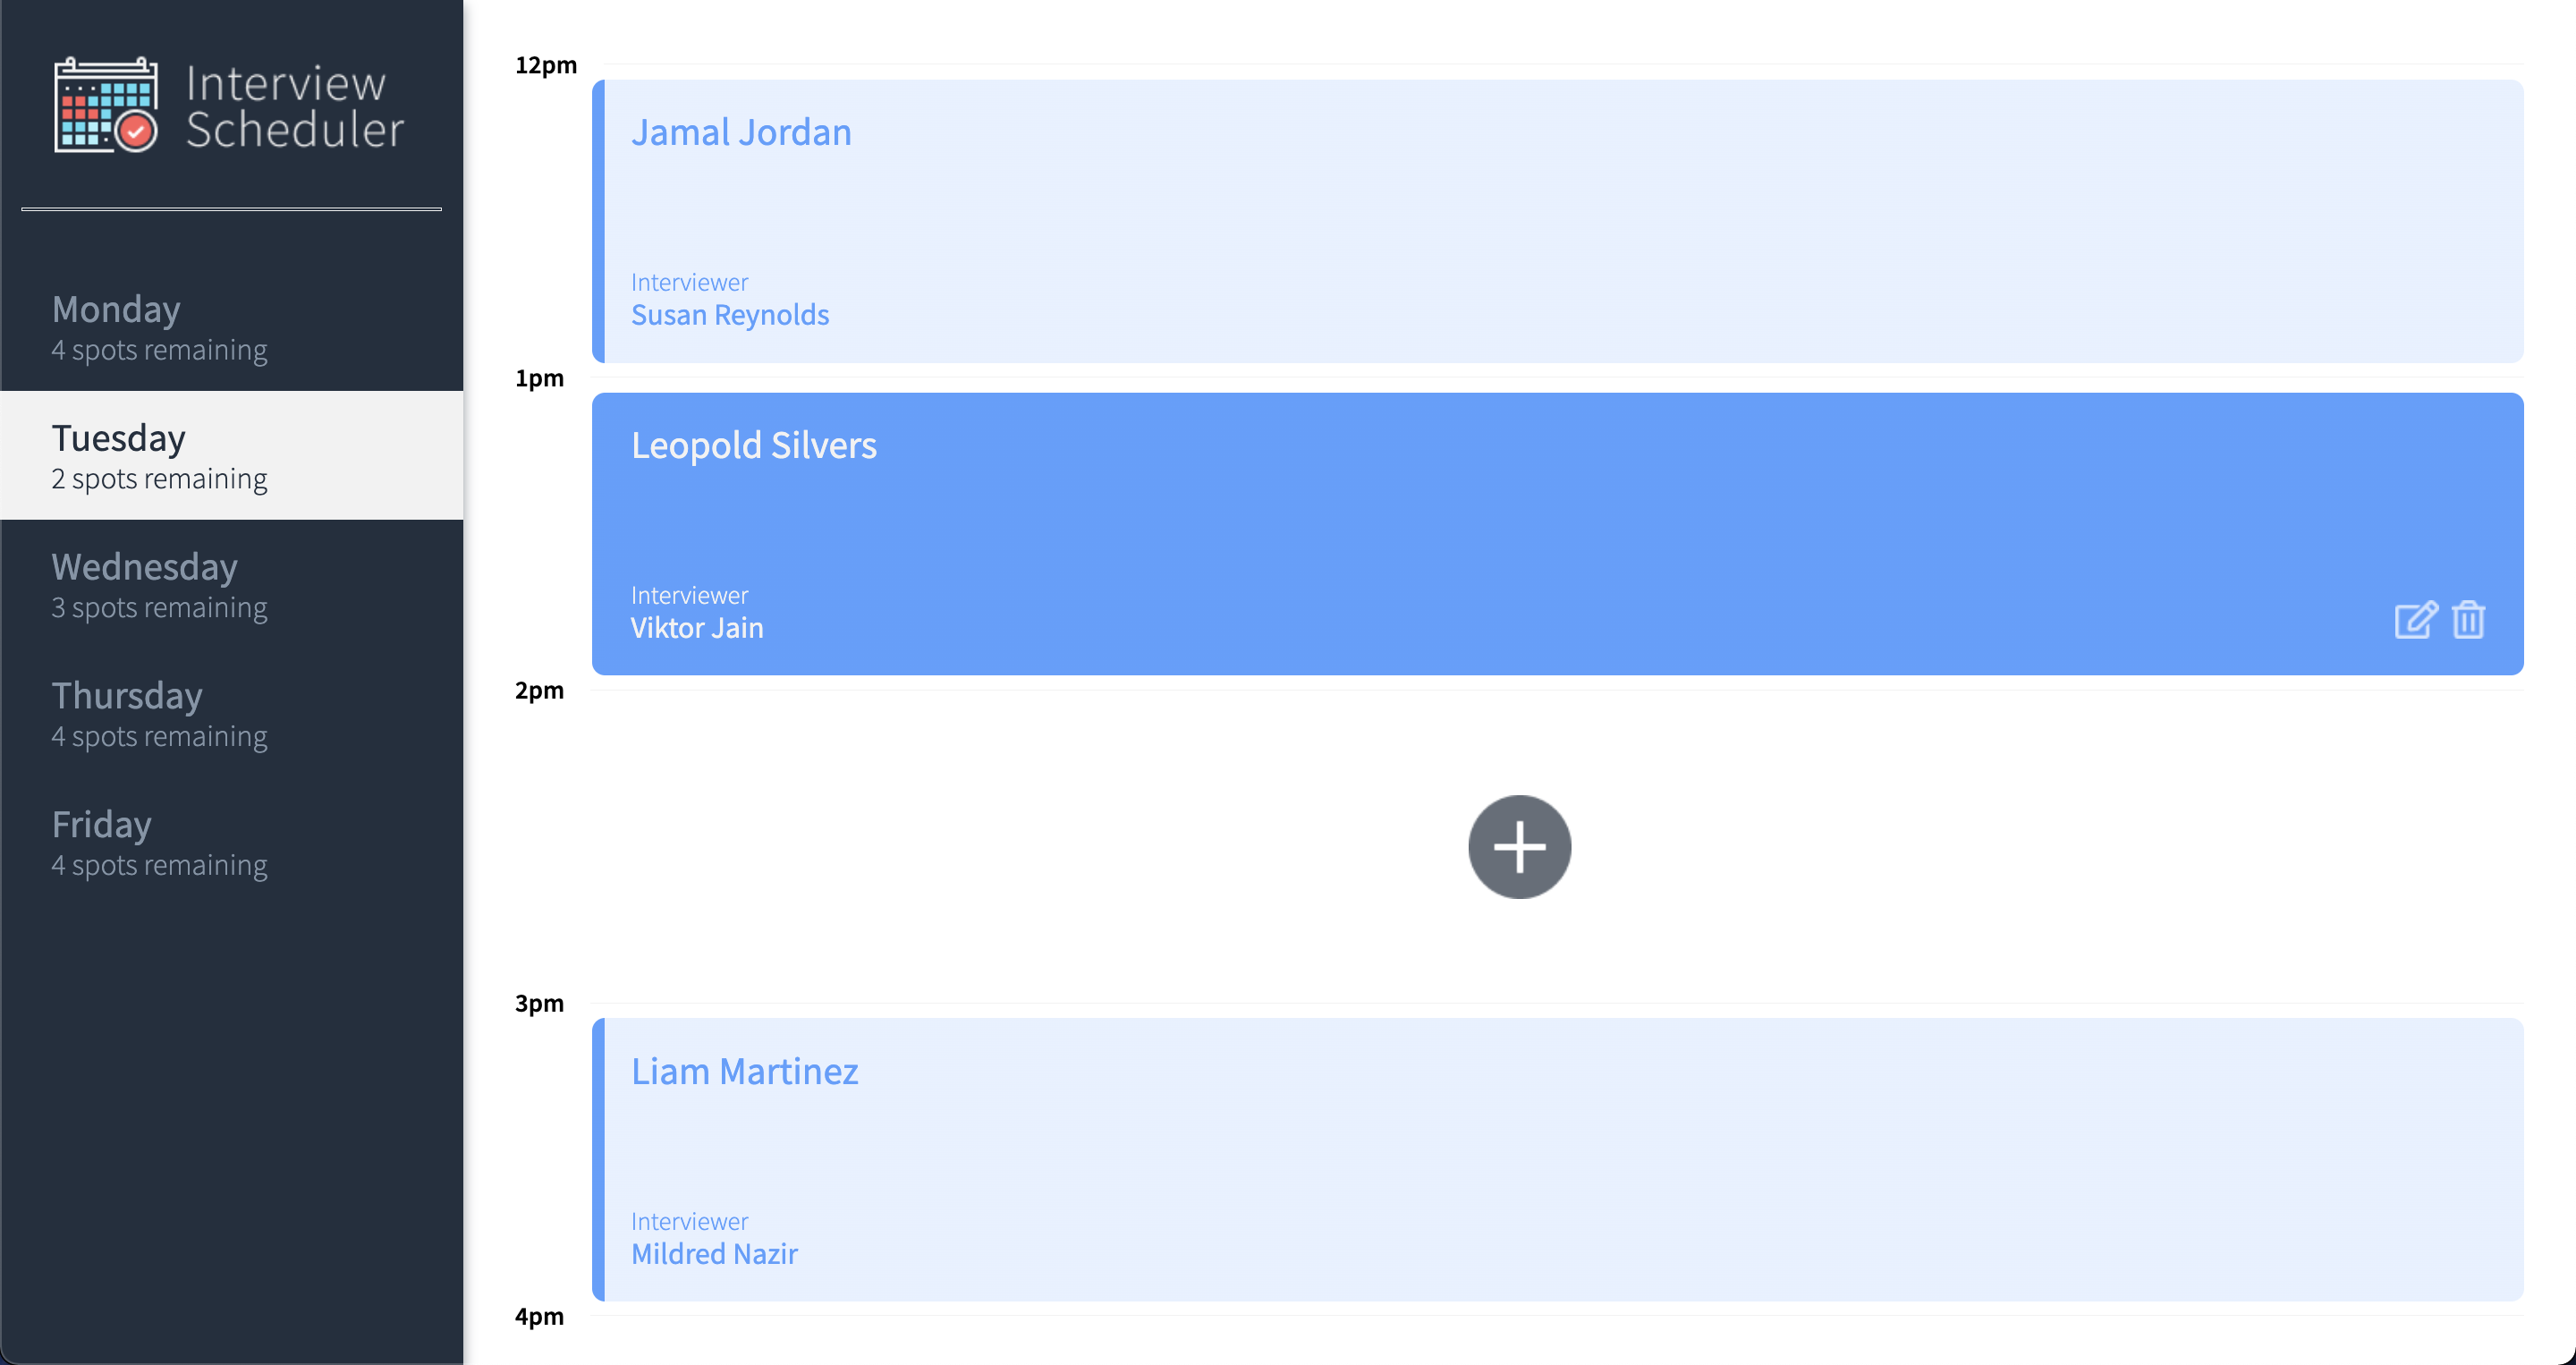 Interview
Scheduler
Monday
4 spots remaining
Tuesday
2 spots remaining
Wednesday
3 spots remaining
Thursday
4 spots remaining
Friday
4 spots remaining
12pm
Jamal Jordan
Interviewer
Susan Reynolds
1pm
Leopold Silvers
Interviewer
Viktor Jain
2pm
3pm
Liam Martinez
Interviewer
Mildred Nazir
4pm